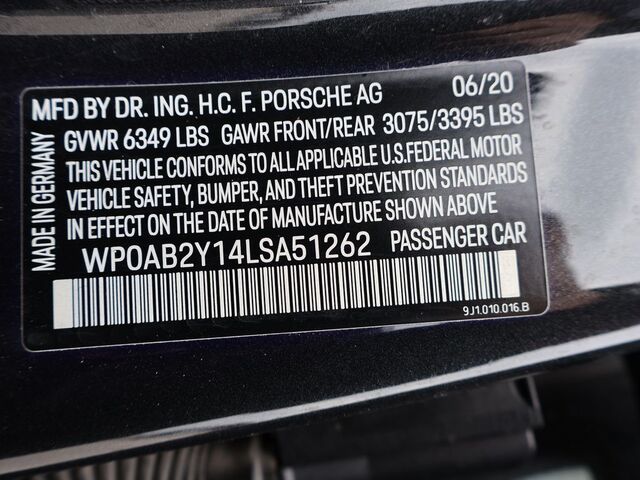 MFD BY DR. ING. H.C. F. PORSCHE AG 06/20
GVWR 6349 LBS GAWR FRONT/REAR 3075/3395 LBS
THIS VEHICLE CONFORMS TO ALL APPLICABLE U.S.FEDERAL MOTOR
VEHICLE SAFETY, BUMPER, AND THEFT PREVENTION STANDARDS
IN EFFECT ON THE DATE OF MANUFACTURE SHOWN ABOVE
WP0AB2Y14LSA51262 PASSENGER CAR
9J1.010.016.B
MADE IN GERMANY